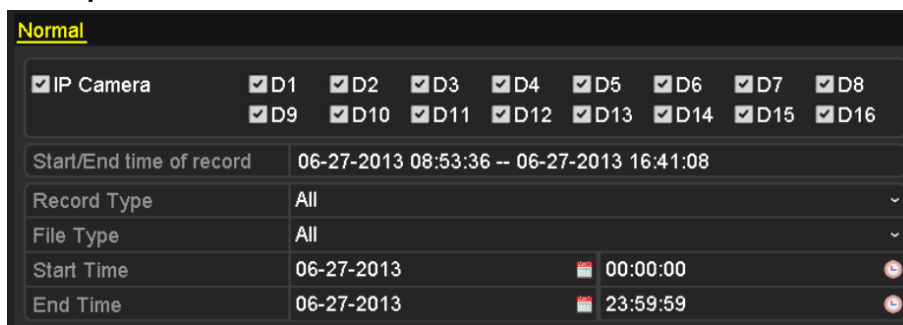 Normal
IP Camera D1 D2 D3 D4 D5 D6 D7 D8
D9 D10 D11 D12 D13 D14 D15 D16
Start/End time of record 06-27-2013 08:53:36 -- 06-27-2013 16:41:08
Record Type All
File Type All
Start Time 06-27-2013 00:00:00
End Time 06-27-2013 23:59:59